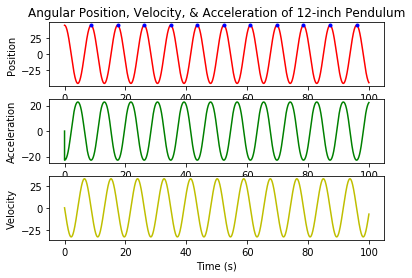 Angular Position, Velocity, & Acceleration of 12-inch Pendulum
Position
25
0
−25
0 20 40 60 80 100
Acceleration
20
0
−20
0 20 40 60 80 100
Velocity
25
0
−25
0 20 40 60 80 100
Time (s)